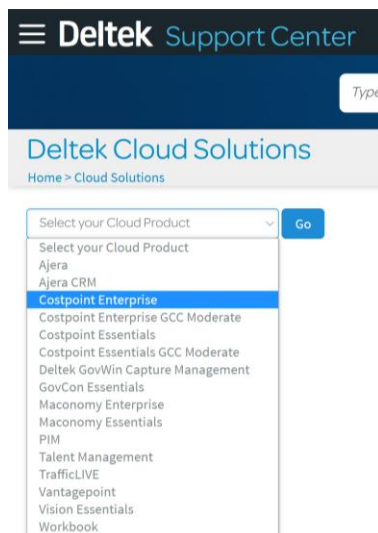 Deltek Support Center
Type
Deltek Cloud Solutions
Home > Cloud Solutions
Select your Cloud Product Go
Select your Cloud Product
Ajera
Ajera CRM
Costpoint Enterprise
Costpoint Enterprise GCC Moderate
Costpoint Essentials
Costpoint Essentials GCC Moderate
Deltek GovWin Capture Management
GovCon Essentials
Maconomy Enterprise
Maconomy Essentials
PIM
Talent Management
TrafficLIVE
Vantagepoint
Vision Essentials
Workbook